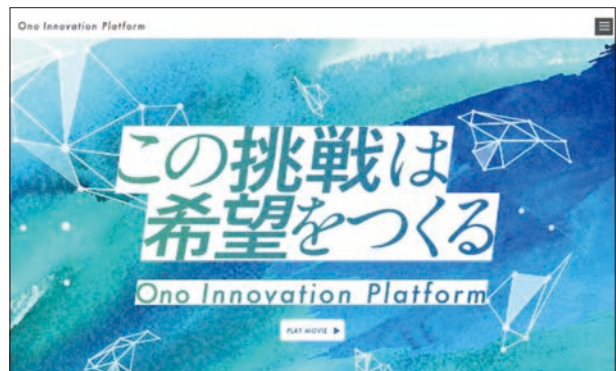 Ono Innovation Platform
この挑戦は
希望をつくる
Ono Innovation Platform
PLAY MOVIE